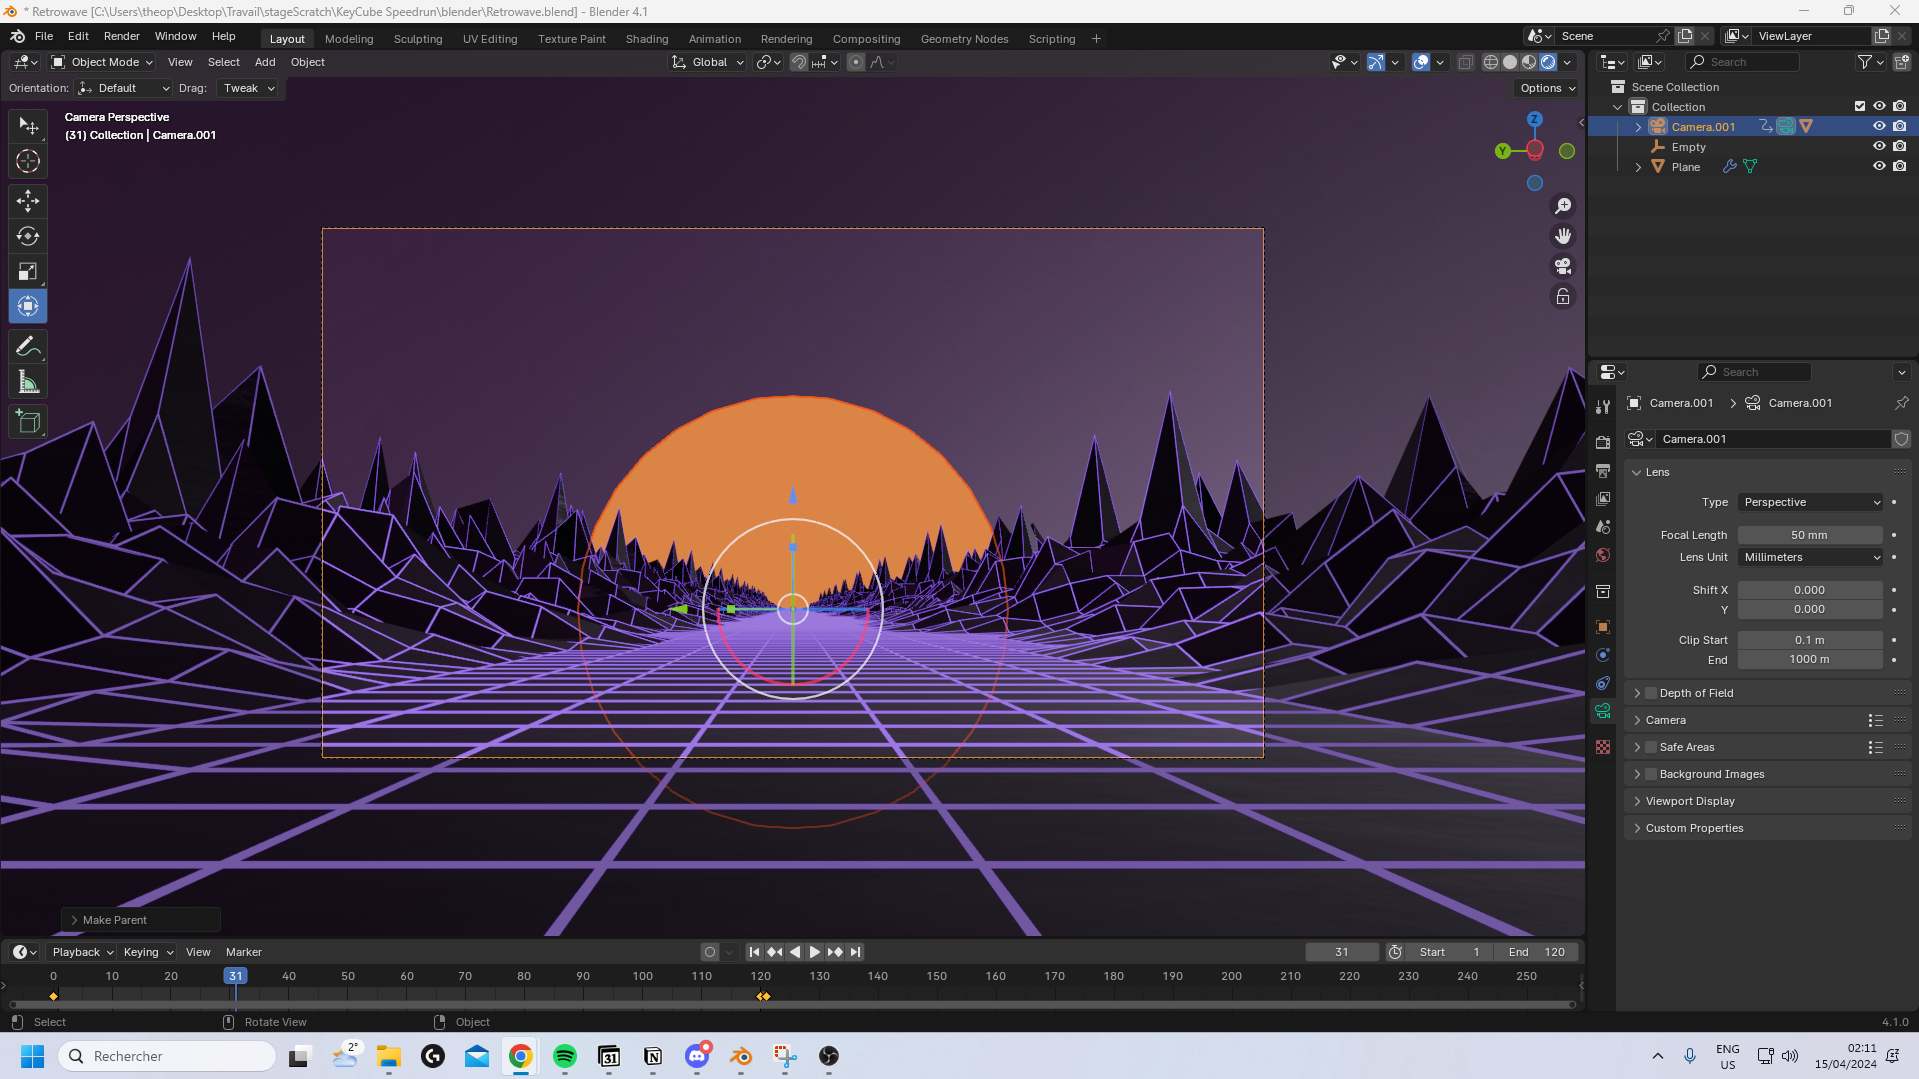 * Retrowave [C:\Users\theop\Desktop\Travail\stageScratch\KeyCube Speedrun\blender\Retrowave.blend] - Blender 4.1
File Edit Render Window Help
Layout Modeling Sculpting UV Editing Texture Paint Shading Animation Rendering Compositing Geometry Nodes Scripting
Scene
ViewLayer
Object Mode View Select Add Object
Global
Search
Orientation: Default Drag: Tweak
Options
Camera Perspective
(31) Collection | Camera.001
Z
Y
Scene Collection
Collection
Camera.001
Empty
Plane
Search
Camera.001 Camera.001
Camera.001
Lens
Type Perspective
Focal Length 50 mm
Lens Unit Millimeters
Shift X 0.000
Y 0.000
Clip Start 0.1 m
End 1000 m
Depth of Field
Camera
Safe Areas
Background Images
Viewport Display
Custom Properties
Make Parent
Playback Keying View Marker
31
Start 1
End 120
0 10 20 31 40 50 60 70 80 90 100 110 120 130 140 150 160 170 180 190 200 210 220 230 240 250
Select Rotate View Object
4.1.0
Rechercher
2°
31
ENG
US
02:11
15/04/2024